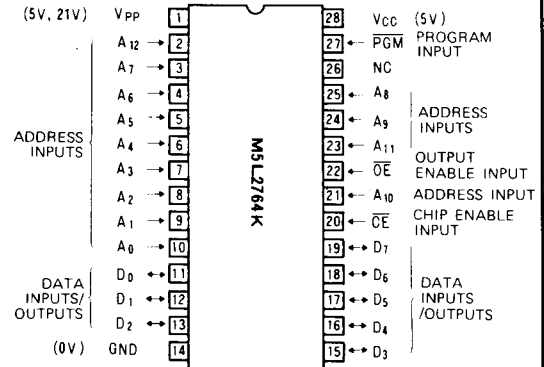 (5V, 21V) VPP 1
A12 2
A7 3
A6 4
A5 5
A4 6
A3 7
A2 8
A1 9
A0 10
D0 11
D1 12
D2 13
(0V) GND 14
ADDRESS
INPUTS
DATA
INPUTS/
OUTPUTS
M5L2764K
28 VCC (5V)
27 PGM PROGRAM
INPUT
26 NC
25 A8
24 A9
23 A11
ADDRESS
INPUTS
22 OE OUTPUT
ENABLE INPUT
21 A10 ADDRESS INPUT
20 CE CHIP ENABLE
INPUT
19 D7
18 D6
17 D5
16 D4
15 D3
DATA
INPUTS
/OUTPUTS